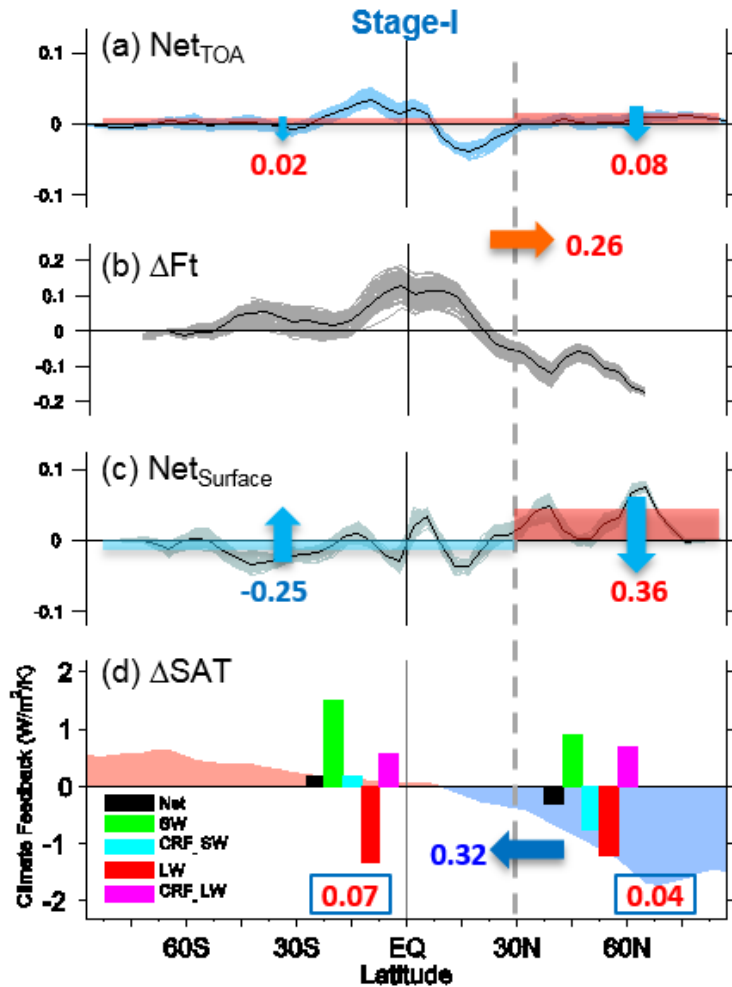 Stage-I
(a) NetTOA
0.1
0
-0.1
0.02
0.08
0.26
(b) ΔFt
0.2
0.1
0
-0.1
-0.2
(c) NetSurface
0.1
0
-0.1
-0.25
0.36
(d) ΔSAT
Climate Feedback (W/m²/K)
2
1
0
-1
-2
Net
SW
CRF_SW
LW
CRF_LW
0.32
0.07
0.04
60S 30S EQ 30N 60N
Latitude